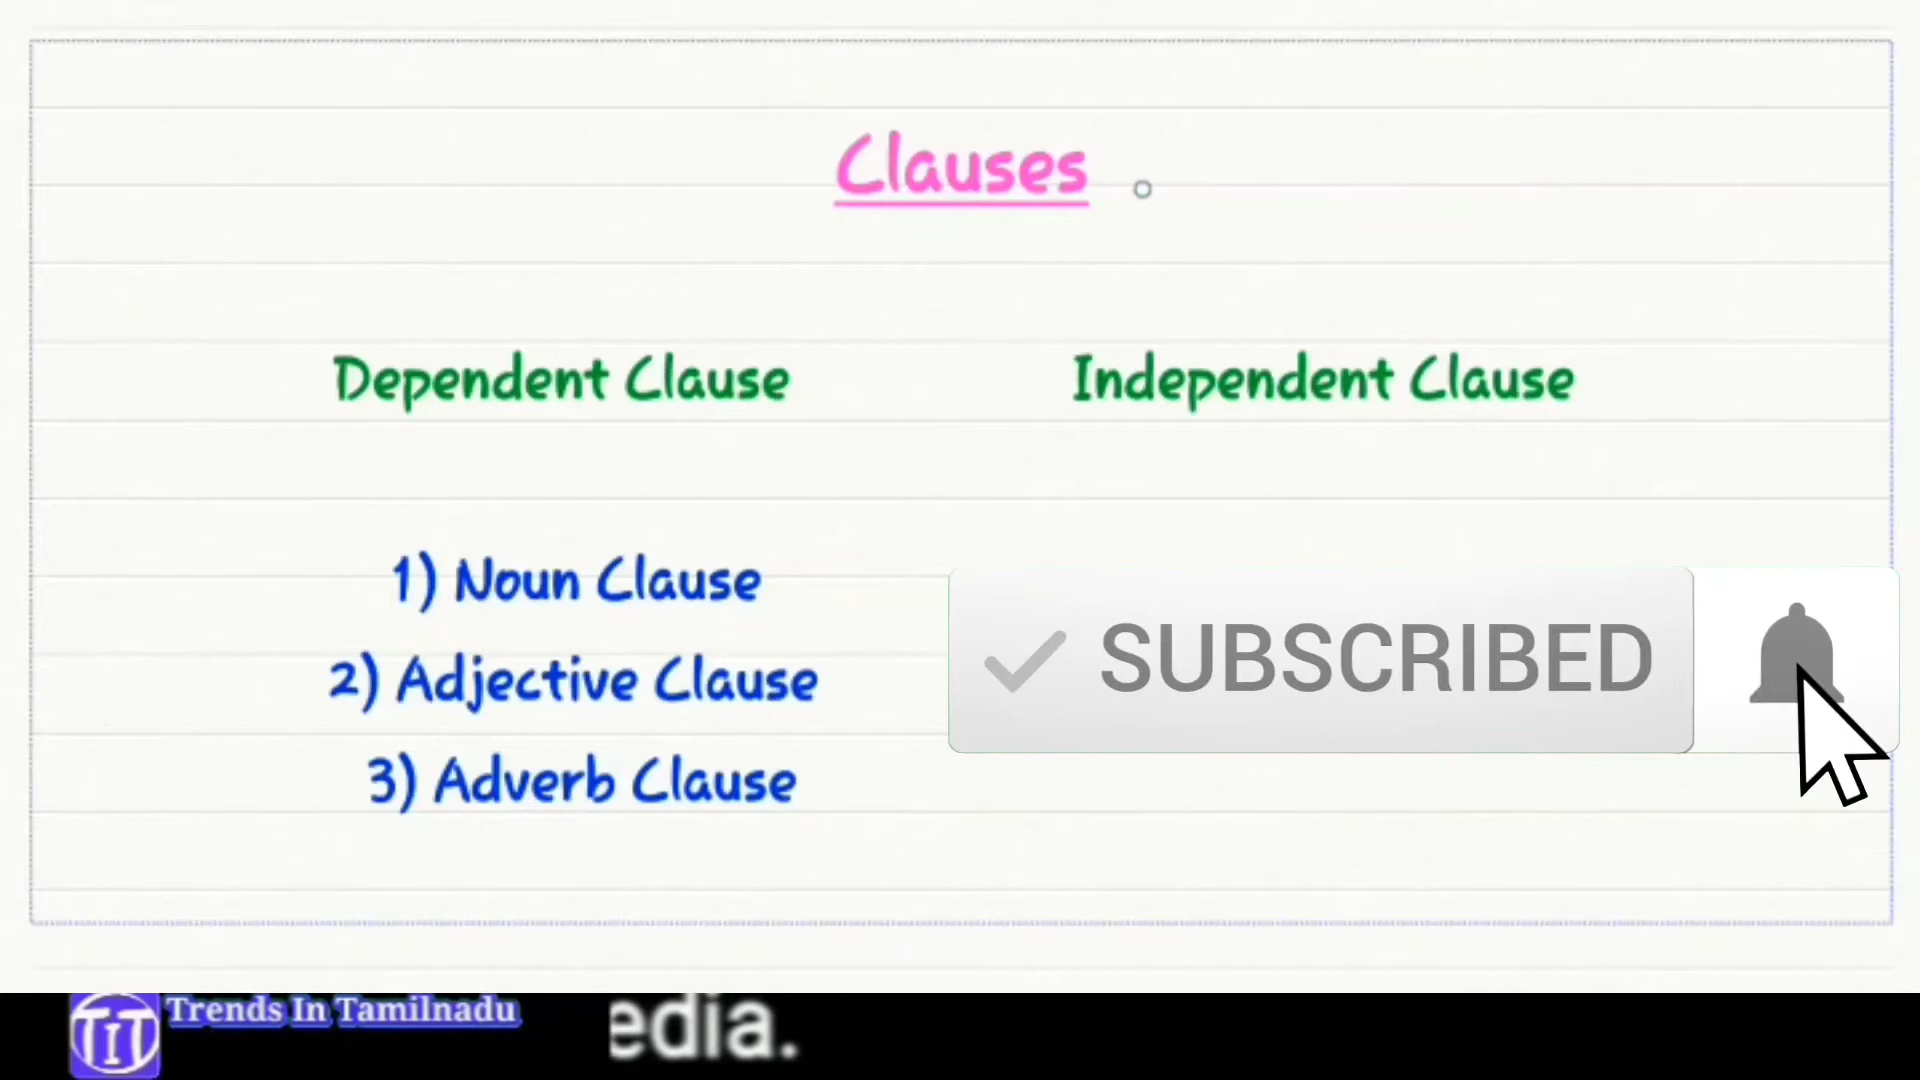 Clauses
Dependent Clause
Independent Clause
1) Noun Clause
2) Adjective Clause
3) Adverb Clause
SUBSCRIBED
TIT
Trends In Tamilnadu
edia.